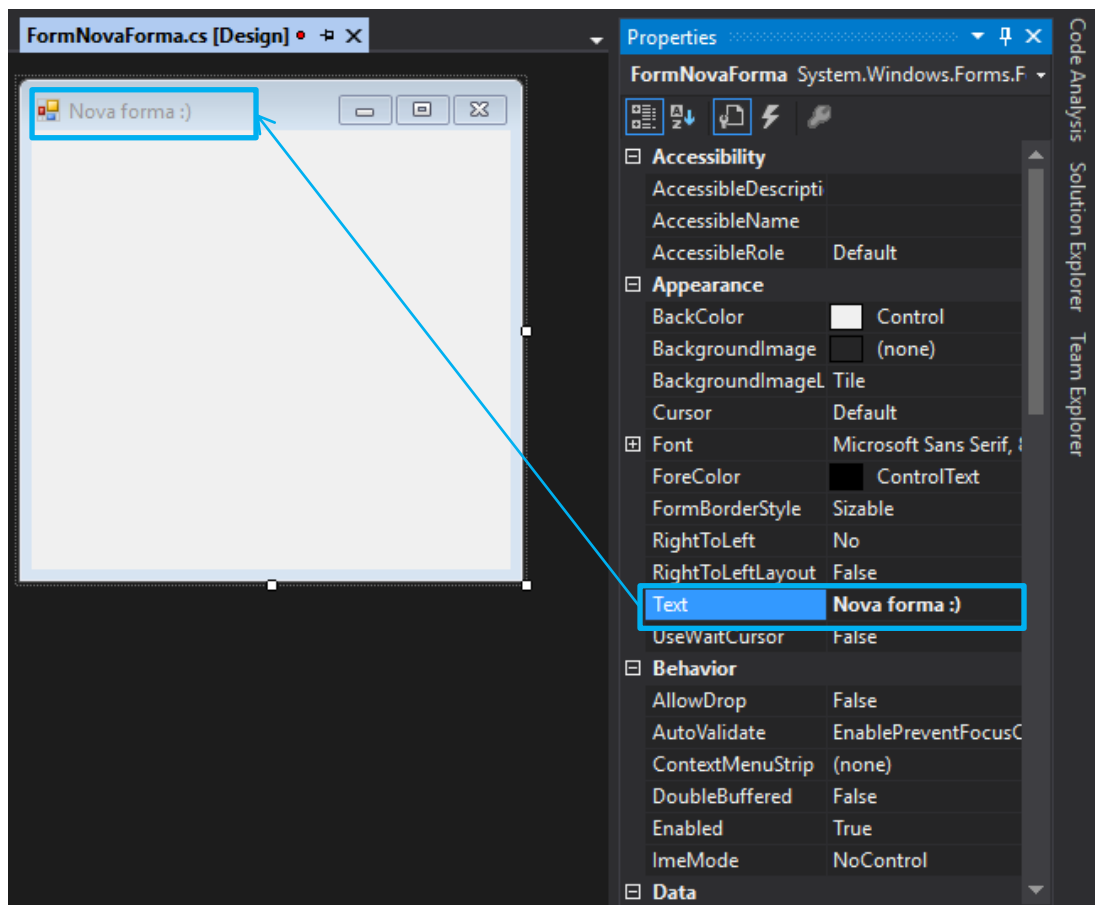 FormNovaForma.cs [Design]
Nova forma :)
Properties
FormNovaForma System.Windows.Forms.F
Accessibility
AccessibleDescripti
AccessibleName
AccessibleRole Default
Appearance
BackColor Control
BackgroundImage (none)
BackgroundImageL Tile
Cursor Default
Font Microsoft Sans Serif, 8
ForeColor ControlText
FormBorderStyle Sizable
RightToLeft No
RightToLeftLayout False
Text Nova forma :)
UseWaitCursor False
Behavior
AllowDrop False
AutoValidate EnablePreventFocusC
ContextMenuStrip (none)
DoubleBuffered False
Enabled True
ImeMode NoControl
Data
Code Analysis
Solution Explorer
Team Explorer